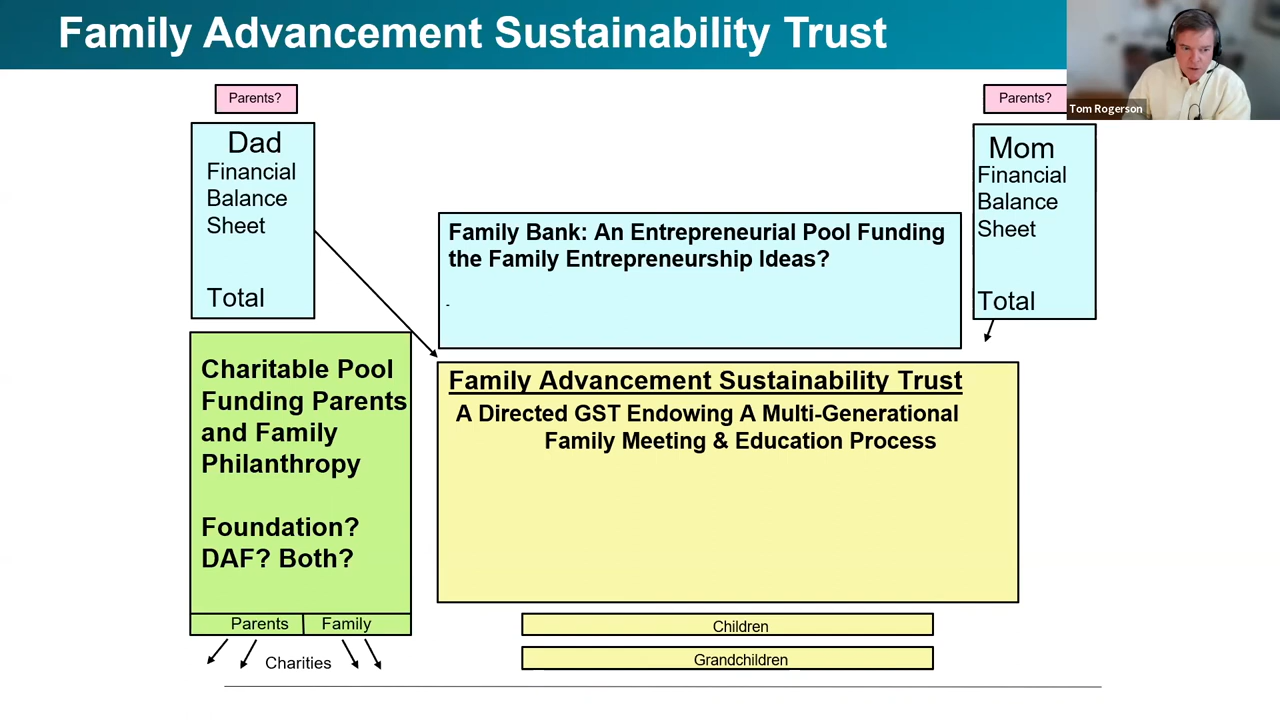 Family Advancement Sustainability Trust
Parents?
Parents?
Tom Rogerson
Dad
Financial
Balance
Sheet
Total
Mom
Financial
Balance
Sheet
Total
Family Bank: An Entrepreneurial Pool Funding
the Family Entrepreneurship Ideas?
-
Charitable Pool
Funding Parents
and Family
Philanthropy
Foundation?
DAF? Both?
Parents
Family
Charities
Family Advancement Sustainability Trust
A Directed GST Endowing A Multi-Generational
Family Meeting & Education Process
Children
Grandchildren